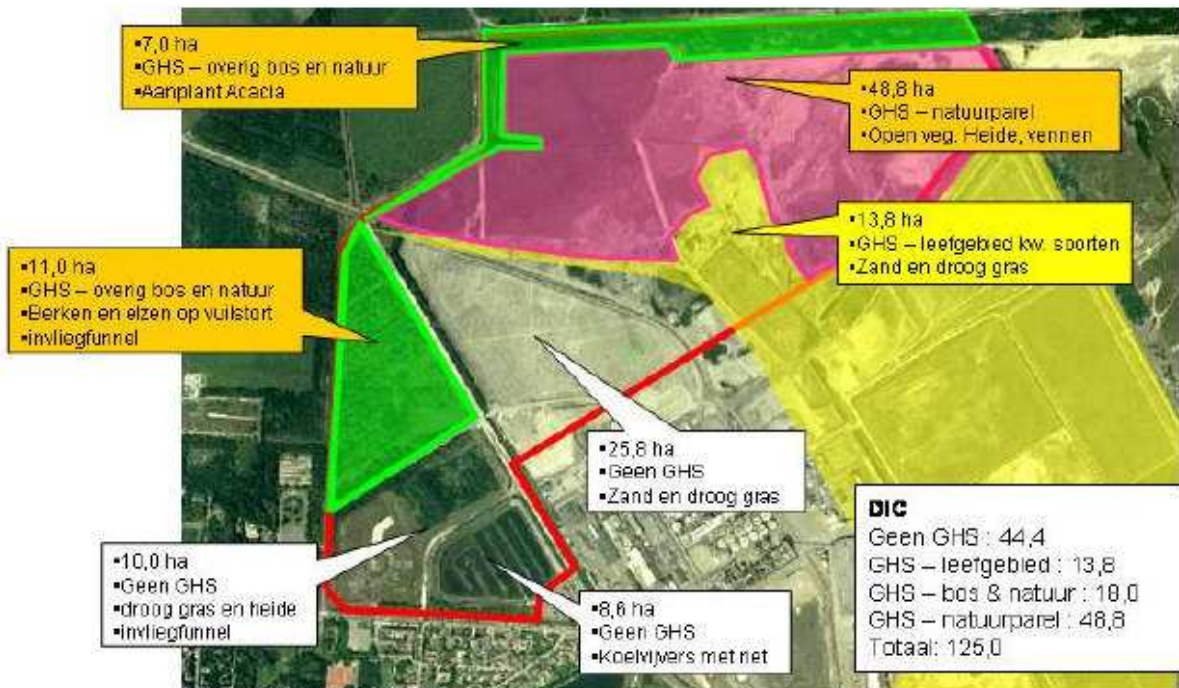 ▪7,0 ha
▪GHS – overig bos en natuur
▪Aanplant Acacia
▪48,8 ha
▪GHS – natuurparel
▪Open veg. Heide, vennen
▪13,8 ha
▪GHS – leefgebied kw. soorten
▪Zand en droog gras
▪11,0 ha
▪GHS – overig bos en natuur
▪Berken en elzen op vuilstort
▪invliegfunnel
▪25,8 ha
▪Geen GHS
▪Zand en droog gras
▪10,0 ha
▪Geen GHS
▪droog gras en heide
▪invliegfunnel
▪8,6 ha
▪Geen GHS
▪Koelvijvers met riet
DIC
Geen GHS : 44,4
GHS – leefgebied : 13,8
GHS – bos & natuur : 18,0
GHS – natuurparel : 48,8
Totaal: 125,0